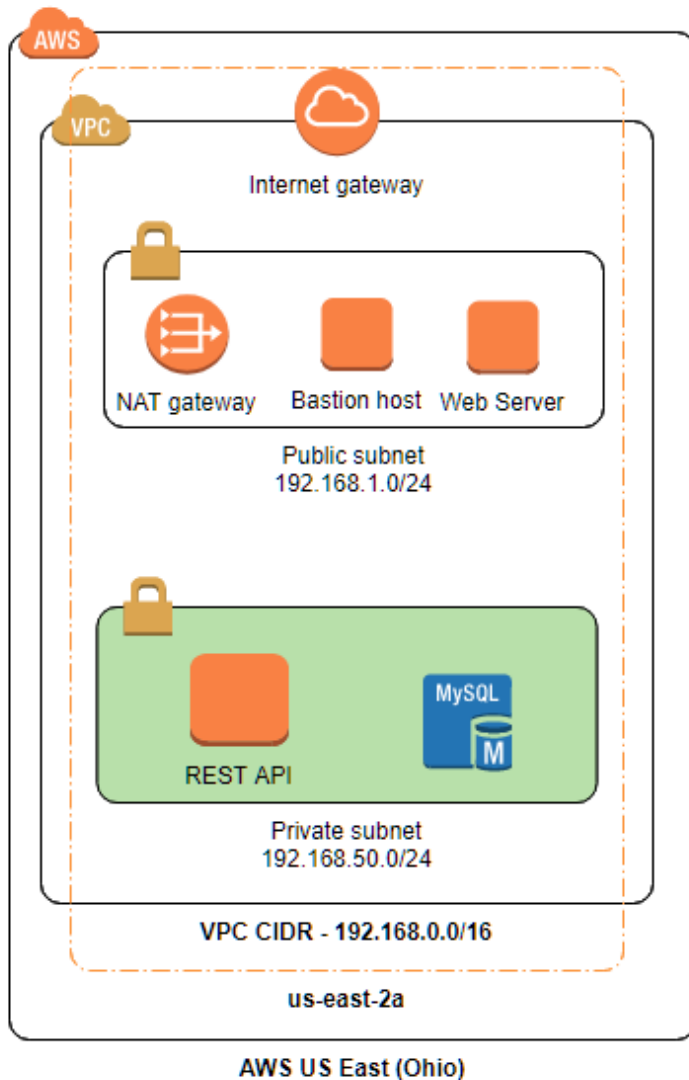 AWS
VPC
Internet gateway
NAT gateway
Bastion host
Web Server
Public subnet
192.168.1.0/24
MySQL
M
REST API
Private subnet
192.168.50.0/24
VPC CIDR - 192.168.0.0/16
us-east-2a
AWS US East (Ohio)